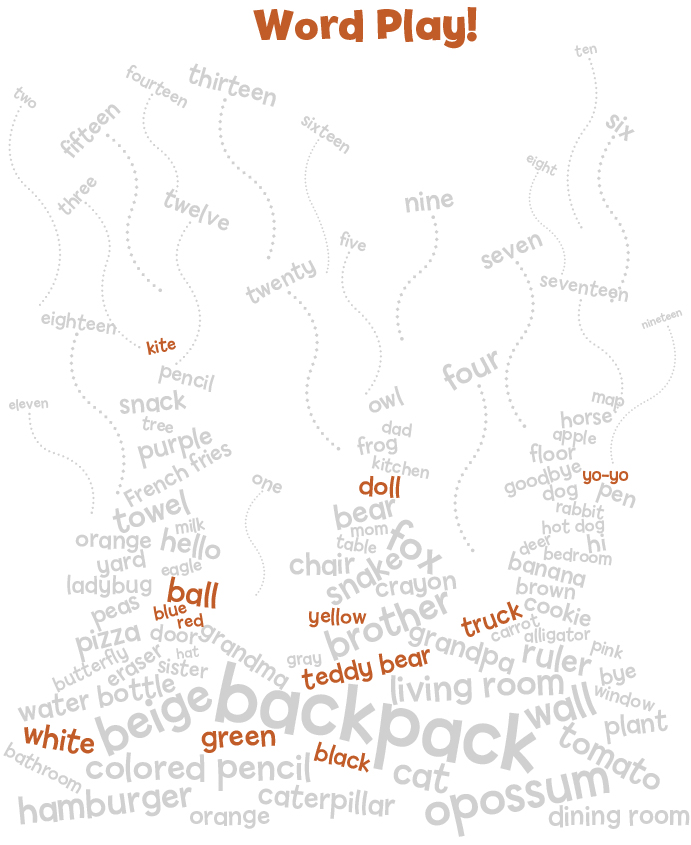 Word Play!
ten
two
fourteen
thirteen
fifteen
sixteen
six
eight
three
twelve
nine
five
seven
twenty
seventeen
eighteen
nineteen
kite
four
pencil
snack
eleven
owl
map
horse
tree
dad
apple
purple
frog
floor
French fries
kitchen
goodbye
yo-yo
one
doll
dog
pen
towel
bear
rabbit
milk
mom
hot dog
orange
hello
table
fox
deer
hi
yard
eagle
chair
bedroom
banana
ladybug
snake
crayon
brown
ball
peas
blue
red
yellow
brother
truck
cookie
carrot
alligator
pizza
door
grandma
grandpa
ruler
pink
butterfly
eraser
hat
sister
gray
teddy bear
bye
water bottle
beige
backpack
living room
wall
window
plant
white
green
black
tomato
bathroom
colored pencil
cat
hamburger
orange
caterpillar
opossum
dining room